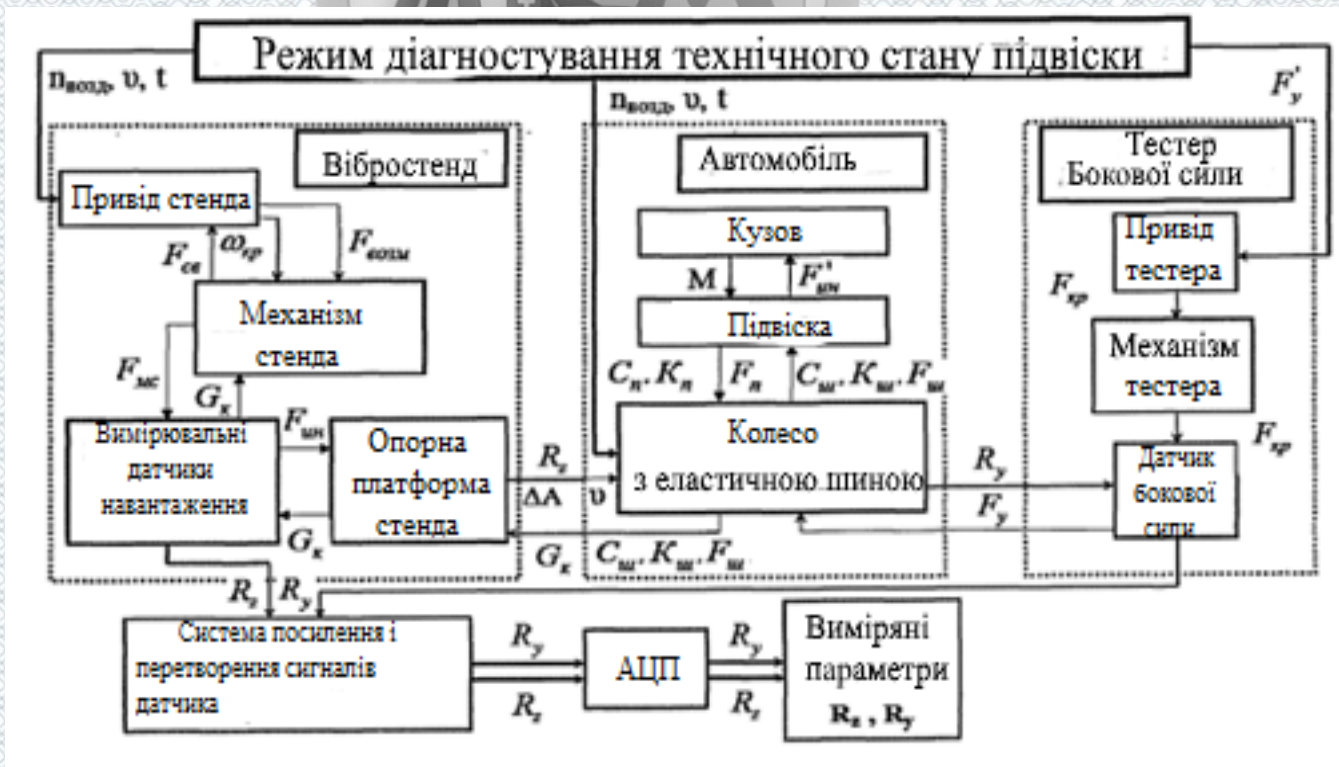 Режим діагностування технічного стану підвіски
n_возд, υ, t
n_возд, υ, t
F'_y
Вібростенд
Автомобіль
Тестер
Бокової сили
Привід стенда
Кузов
Привід
тестера
F_св
ω_кр
F_возм
M
F''_ин
F_кр
Механізм
стенда
Підвіска
Механізм
тестера
F_мс
G_к
C_п, K_п
F_п
C_ш, K_ш, F_ш
F_кр
Вимірювальні
датчики
навантаження
F_ин
G_к
Опорна
платформа
стенда
R_z
ΔA
υ
G_к
Колесо
з еластичною шиною
C_ш, K_ш, F_ш
R_y
F_y
Датчик
бокової
сили
R_z
R_y
Система посилення і
перетворення сигналів
датчика
R_y
R_z
АЦП
R_y
R_z
Виміряні
параметри
R_z , R_y